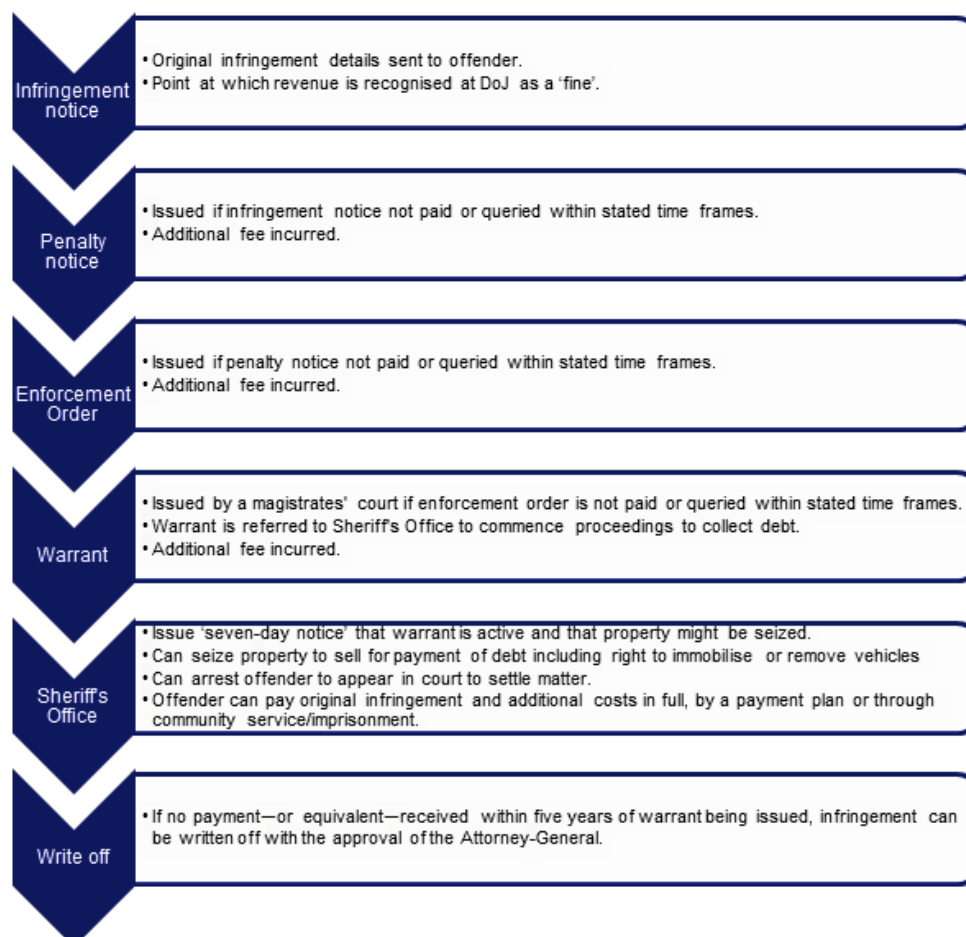 Infringement
notice
• Original infringement details sent to offender.
• Point at which revenue is recognised at DoJ as a ‘fine’.
Penalty
notice
• Issued if infringement notice not paid or queried within stated time frames.
• Additional fee incurred.
Enforcement
Order
• Issued if penalty notice not paid or queried within stated time frames.
• Additional fee incurred.
Warrant
• Issued by a magistrates’ court if enforcement order is not paid or queried within stated time frames.
• Warrant is referred to Sheriff’s Office to commence proceedings to collect debt.
• Additional fee incurred.
Sheriff’s
Office
• Issue ‘seven-day notice’ that warrant is active and that property might be seized.
• Can seize property to sell for payment of debt including right to immobilise or remove vehicles
• Can arrest offender to appear in court to settle matter.
• Offender can pay original infringement and additional costs in full, by a payment plan or through
community service/imprisonment.
Write off
• If no payment—or equivalent—received within five years of warrant being issued, infringement can
be written off with the approval of the Attorney-General.